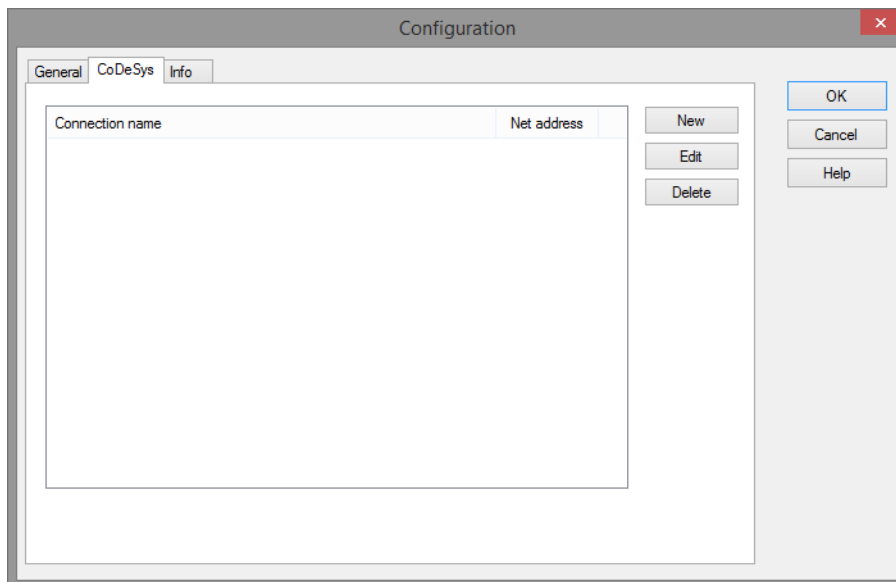 Configuration
General CoDeSys Info
Connection name Net address
New
Edit
Delete
OK
Cancel
Help